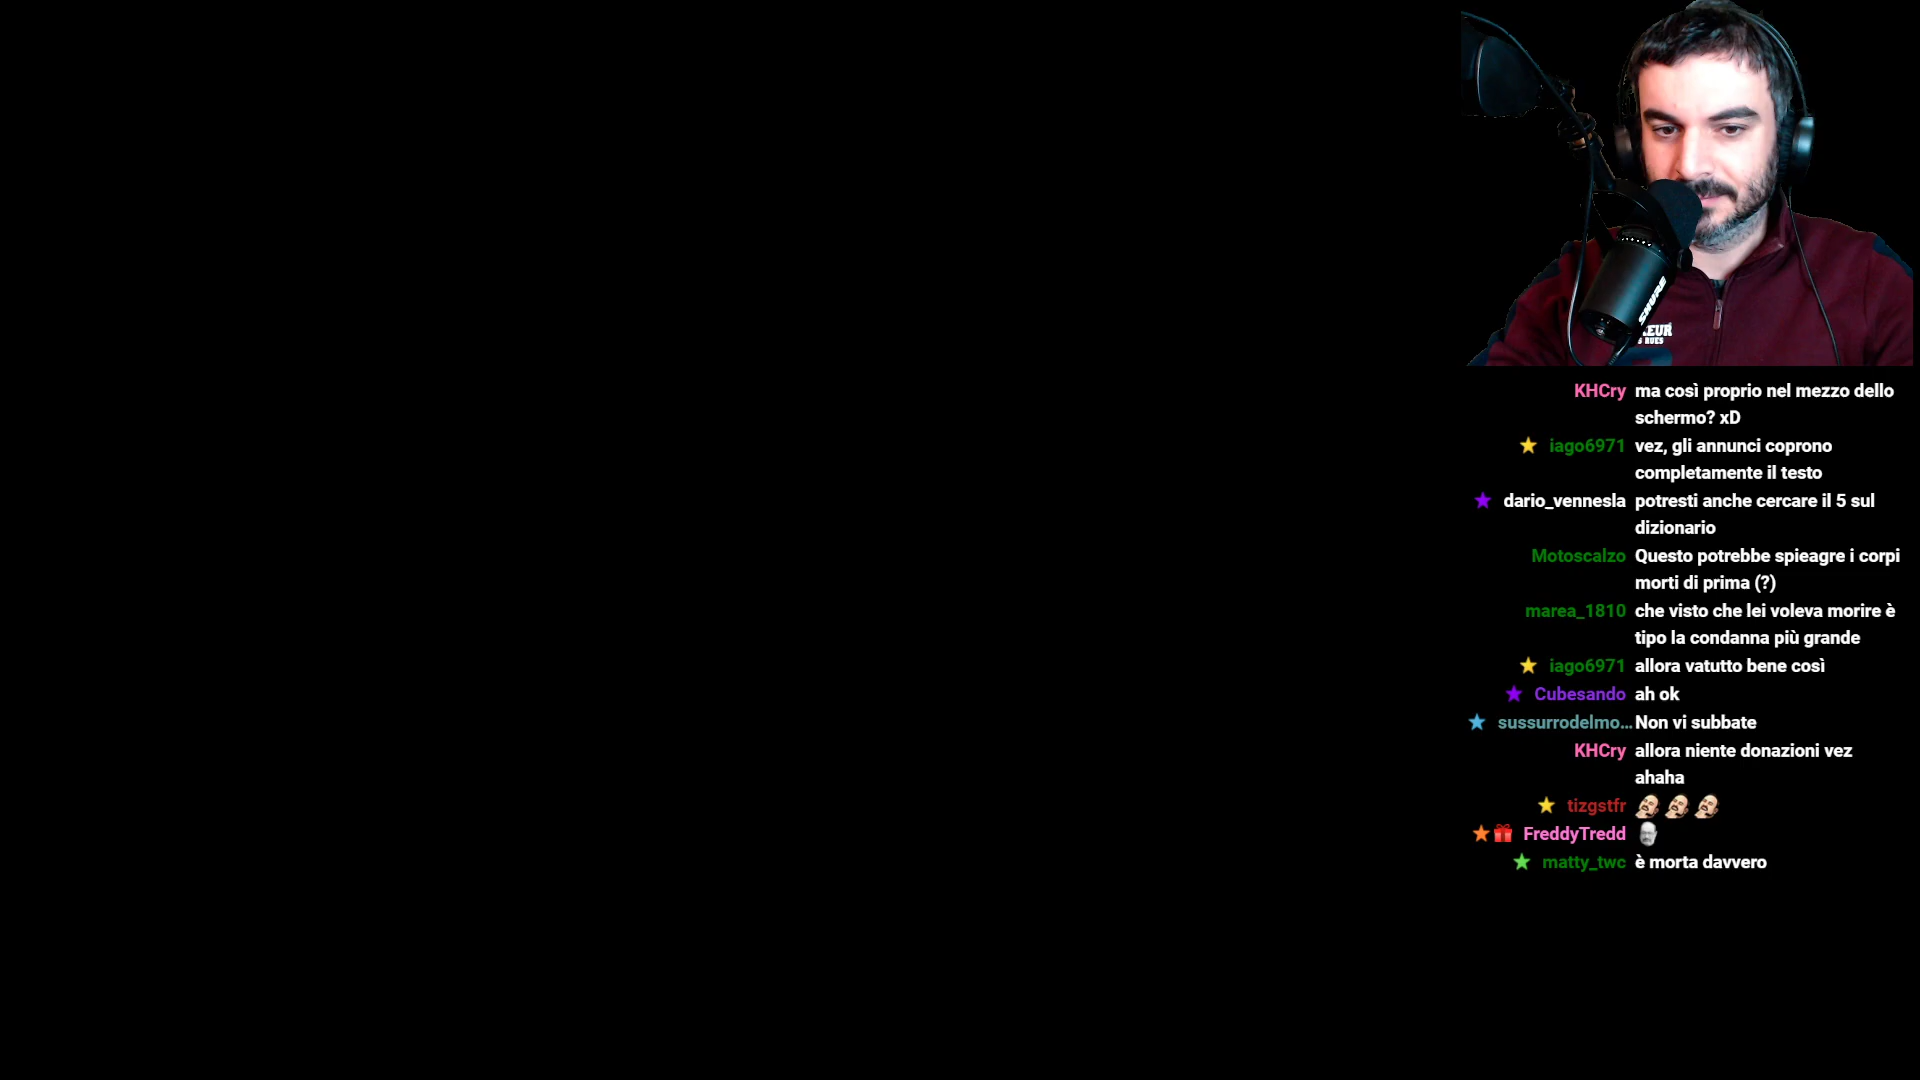 SHURE
EUR
S RUES
KHCry ma così proprio nel mezzo dello
schermo? xD
iago6971 vez, gli annunci coprono
completamente il testo
dario_vennesla potresti anche cercare il 5 sul
dizionario
Motoscalzo Questo potrebbe spieagre i corpi
morti di prima (?)
marea_1810 che visto che lei voleva morire è
tipo la condanna più grande
iago6971 allora vatutto bene così
Cubesando ah ok
sussurrodelmo... Non vi subbate
KHCry allora niente donazioni vez
ahaha
tizgstfr
FreddyTredd
matty_twc è morta davvero